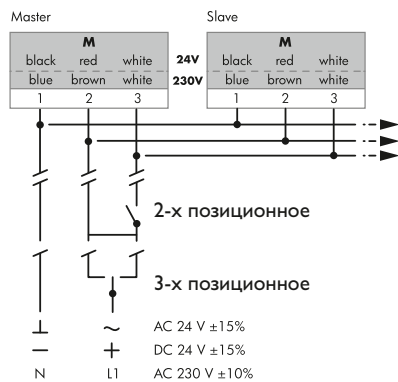 Master Slave
M M
black red white 24V black red white
blue brown white 230V blue brown white
1 2 3 1 2 3
2-х позиционное
3-х позиционное
⊥ ~ AC 24 V ±15%
− + DC 24 V ±15%
N L1 AC 230 V ±10%